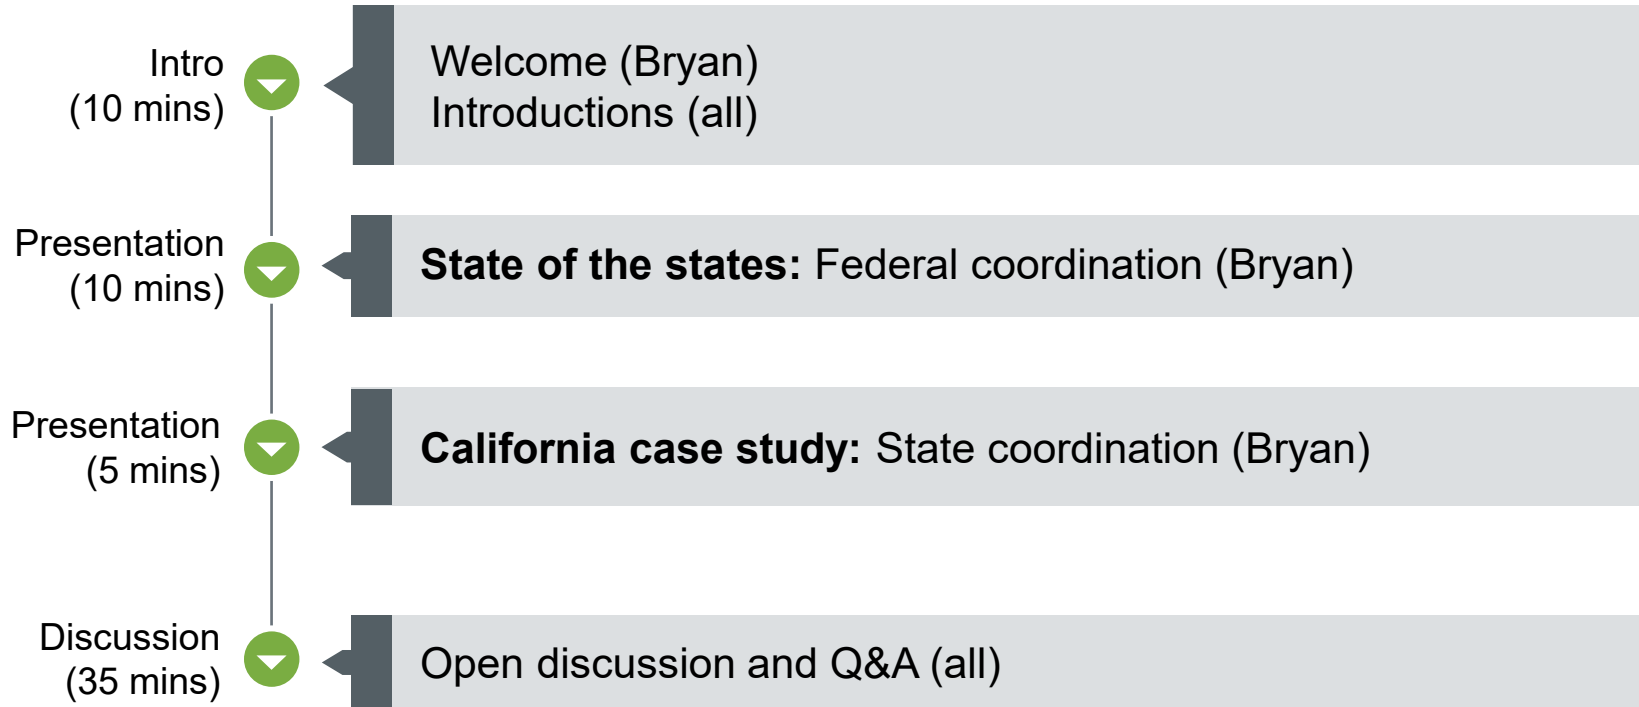 Intro
(10 mins)
Welcome (Bryan)
Introductions (all)
Presentation
(10 mins)
State of the states: Federal coordination (Bryan)
Presentation
(5 mins)
California case study: State coordination (Bryan)
Discussion
(35 mins)
Open discussion and Q&A (all)